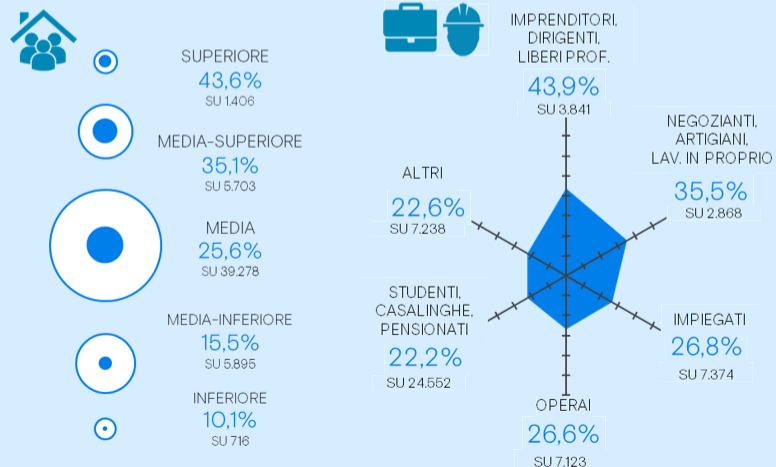 SUPERIORE
43,6%
SU 1.406
MEDIA-SUPERIORE
35,1%
SU 5.703
MEDIA
25,6%
SU 39.278
MEDIA-INFERIORE
15,5%
SU 5.895
INFERIORE
10,1%
SU 716
IMPRENDITORI,
DIRIGENTI,
LIBERI PROF.
43,9%
SU 3.841
NEGOZIANTI,
ARTIGIANI,
LAV. IN PROPRIO
35,5%
SU 2.868
ALTRI
22,6%
SU 7.238
STUDENTI,
CASALINGHE,
PENSIONATI
22,2%
SU 24.552
IMPIEGATI
26,8%
SU 7.374
OPERAI
26,6%
SU 7.123